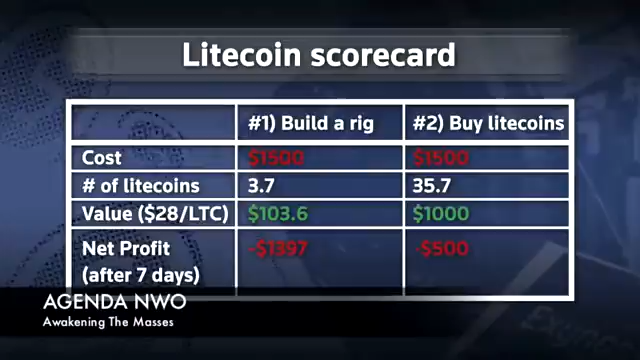 Litecoin scorecard
#1) Build a rig #2) Buy litecoins
Cost $1500 $1500
# of litecoins 3.7 35.7
Value ($28/LTC) $103.6 $1000
Net Profit -$1397 -$500
(after 7 days)
AGENDA NWO
Awakening The Masses